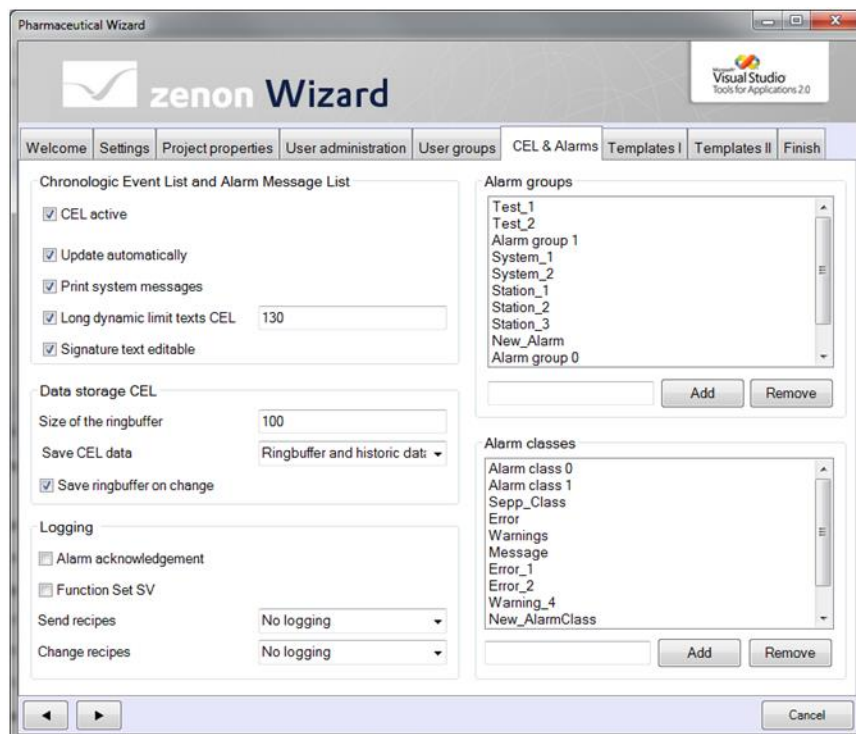 Pharmaceutical Wizard
zenon Wizard
Microsoft
Visual Studio
Tools for Applications 2.0
Welcome Settings Project properties User administration User groups CEL & Alarms Templates I Templates II Finish
Chronologic Event List and Alarm Message List
CEL active
Update automatically
Print system messages
Long dynamic limit texts CEL 130
Signature text editable
Data storage CEL
Size of the ringbuffer 100
Save CEL data Ringbuffer and historic dat
Save ringbuffer on change
Logging
Alarm acknowledgement
Function Set SV
Send recipes No logging
Change recipes No logging
Alarm groups
Test_1
Test_2
Alarm group 1
System_1
System_2
Station_1
Station_2
Station_3
New_Alarm
Alarm group 0
Add Remove
Alarm classes
Alarm class 0
Alarm class 1
Sepp_Class
Error
Warnings
Message
Error_1
Error_2
Warning_4
New_AlarmClass
Add Remove
Cancel